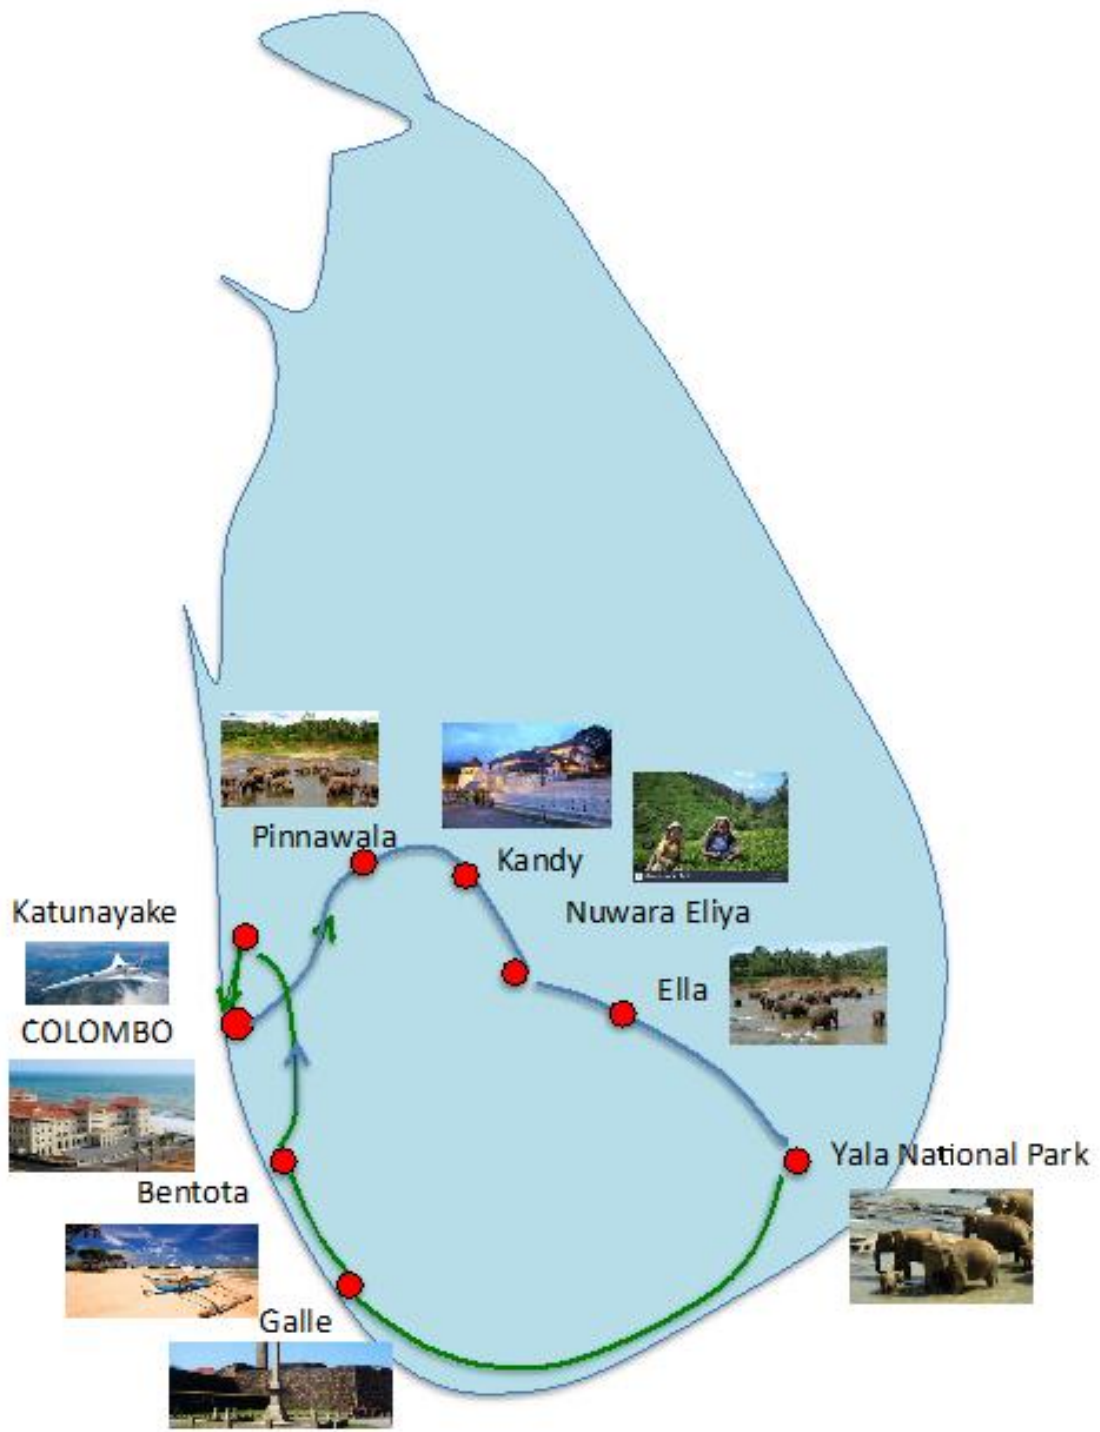 Pinnawala
Kandy
Nuwara Eliya
Katunayake
Ella
COLOMBO
Yala National Park
Bentota
Galle